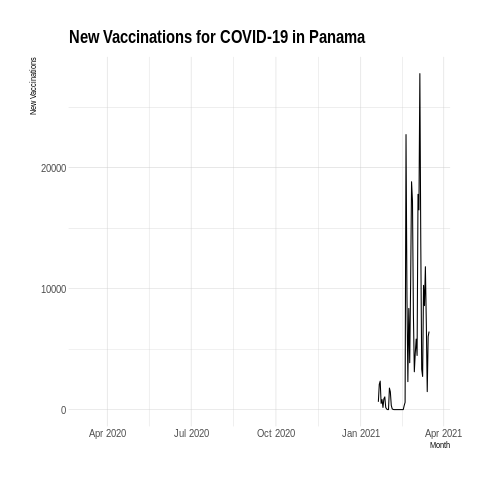 New Vaccinations for COVID-19 in Panama
New Vaccinations
20000
10000
0
Apr 2020 Jul 2020 Oct 2020 Jan 2021 Apr 2021
Month